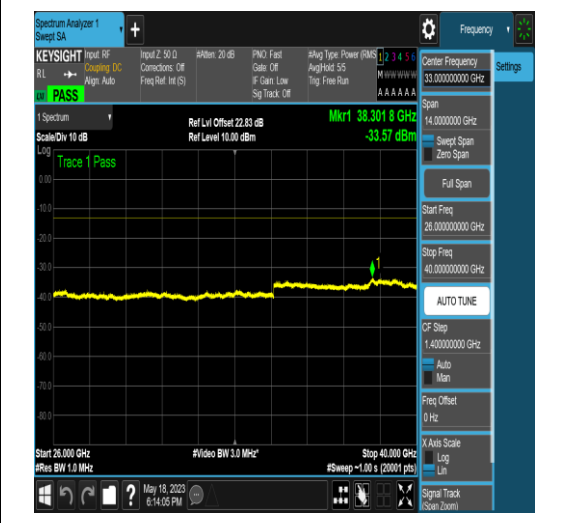 Spectrum Analyzer 1
Swept SA
+
Frequency
KEYSIGHT
RL
PASS
Input: RF
Coupling: DC
Align: Auto
Input Z: 50 Ω
Corrections: Off
Freq Ref: Int (S)
#Atten: 20 dB
PNO: Fast
Gate: Off
IF Gain: Low
Sig Track: Off
#Avg Type: Power (RMS)
Avg|Hold: 5/5
Trig: Free Run
1 2 3 4 5 6
M W W W W W
A A A A A A
Settings
1 Spectrum
Scale/Div 10 dB
Ref Lvl Offset 22.83 dB
Ref Level 10.00 dBm
Mkr1 38.301 8 GHz
-33.57 dBm
Log
Trace 1 Pass
0.00
-10.0
-20.0
-30.0
-40.0
-50.0
-60.0
-70.0
-80.0
1
Start 26.000 GHz
#Res BW 1.0 MHz
#Video BW 3.0 MHz*
Stop 40.000 GHz
#Sweep ~1.00 s (20001 pts)
Center Frequency
33.000000000 GHz
Span
14.0000000 GHz
Swept Span
Zero Span
Full Span
Start Freq
26.000000000 GHz
Stop Freq
40.000000000 GHz
AUTO TUNE
CF Step
1.400000000 GHz
Auto
Man
Freq Offset
0 Hz
X Axis Scale
Log
Lin
Signal Track
(Span Zoom)
?
May 18, 2023
6:14:05 PM